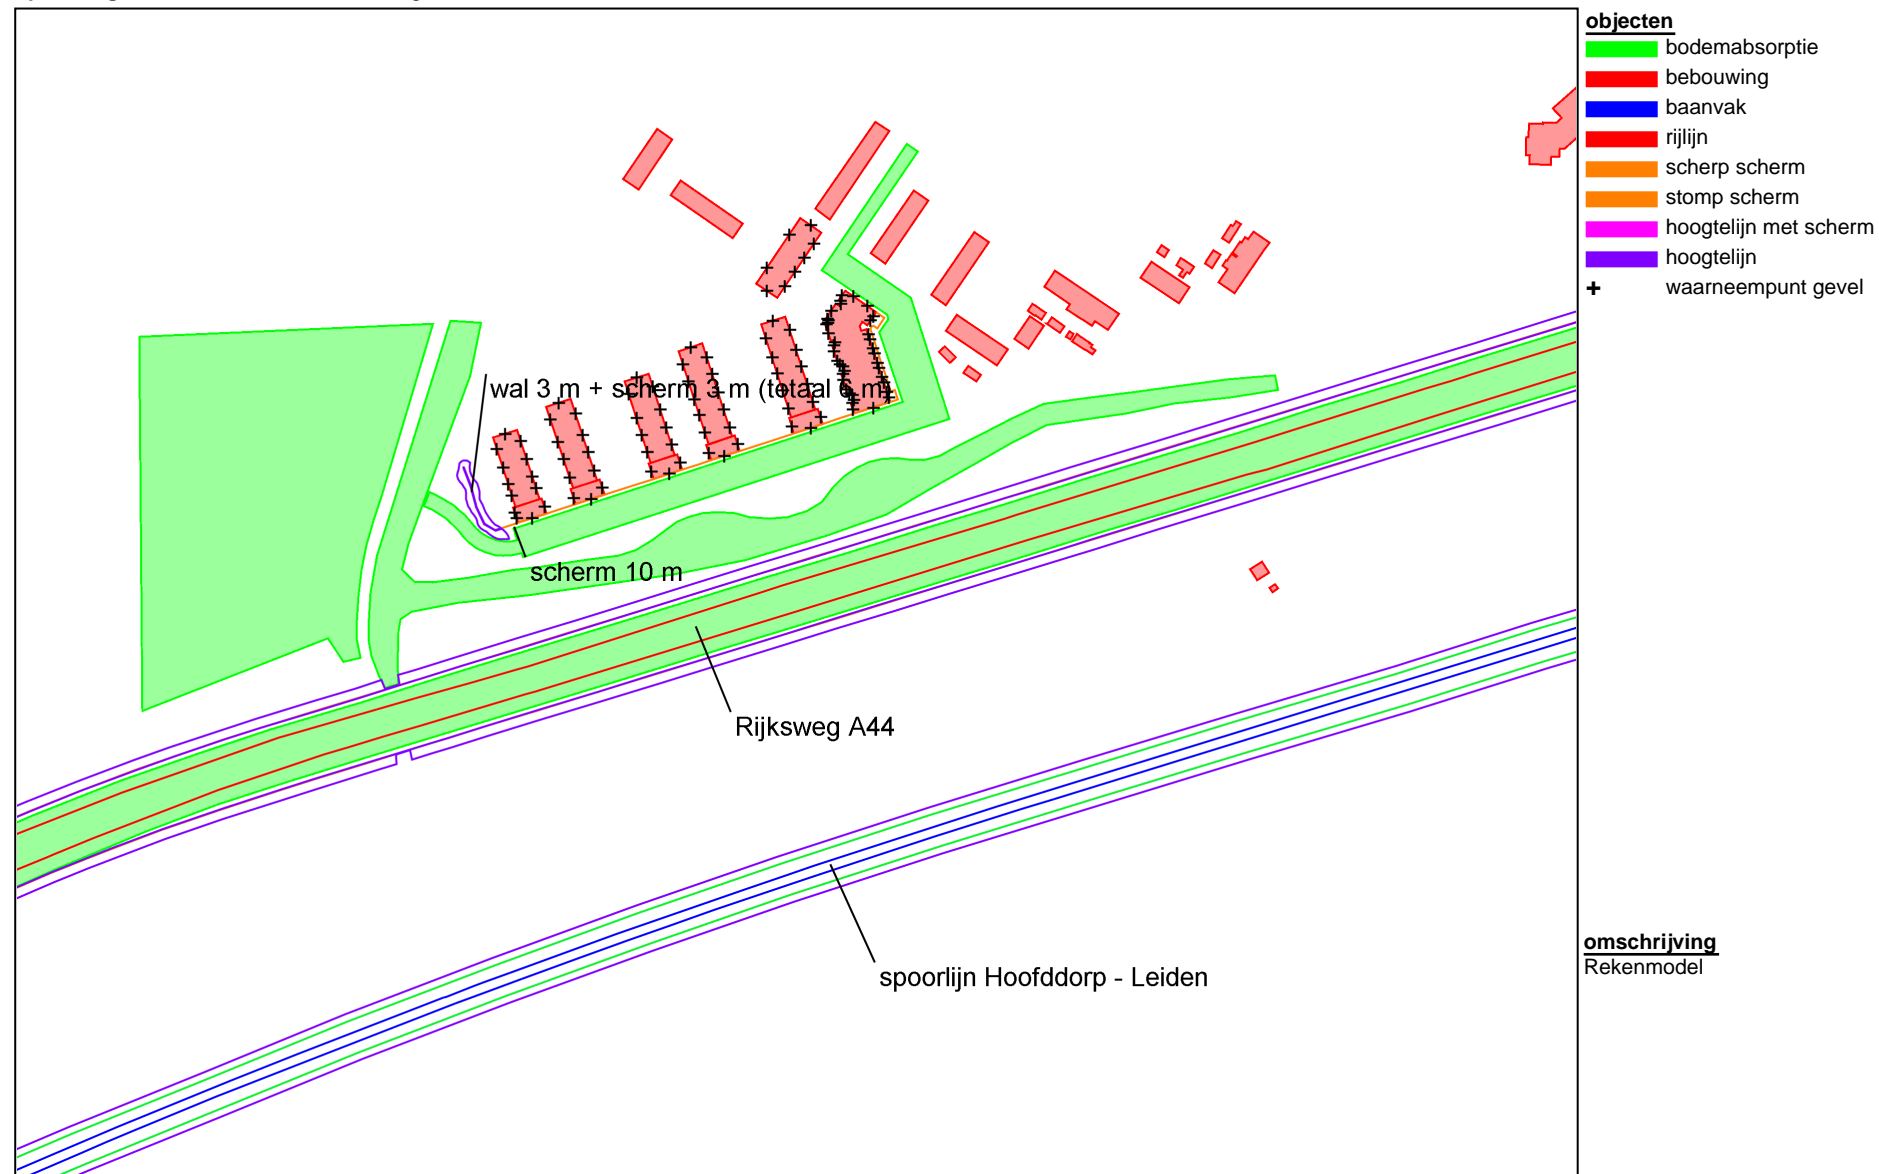 objecten
bodemabsorptie
bebouwing
baanvak
rijlijn
scherp scherm
stomp scherm
hoogtelijn met scherm
hoogtelijn
+ waarneempunt gevel
wal 3 m + scherm 3 m (totaal 6 m)
scherm 10 m
Rijksweg A44
spoorlijn Hoofddorp - Leiden
omschrijving
Rekenmodel